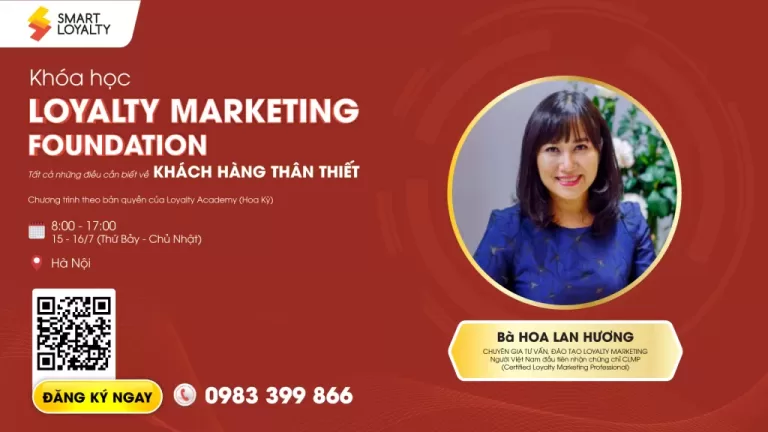 SMART
LOYALTY
Khóa học
LOYALTY MARKETING
FOUNDATION
Tất cả những điều cần biết về KHÁCH HÀNG THÂN THIẾT
Chương trình theo bản quyền của Loyalty Academy (Hoa Kỳ)
8:00 - 17:00
15 - 16/7 (Thứ Bảy - Chủ Nhật)
Hà Nội
ĐĂNG KÝ NGAY
0983 399 866
Bà HOA LAN HƯƠNG
CHUYÊN GIA TƯ VẤN, ĐÀO TẠO LOYALTY MARKETING
Người Việt Nam đầu tiên nhận chứng chỉ CLMP
(Certified Loyalty Marketing Professional)